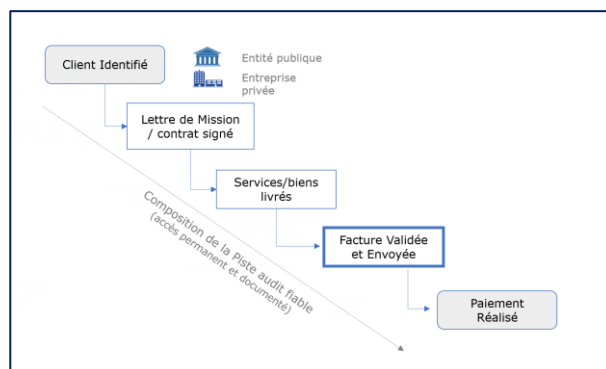 Client Identifié
Entité publique
Entreprise
privée
Lettre de Mission
/ contrat signé
Services/biens
livrés
Facture Validée
et Envoyée
Paiement
Réalisé
Composition de la Piste audit fiable
(accès permanent et documenté)